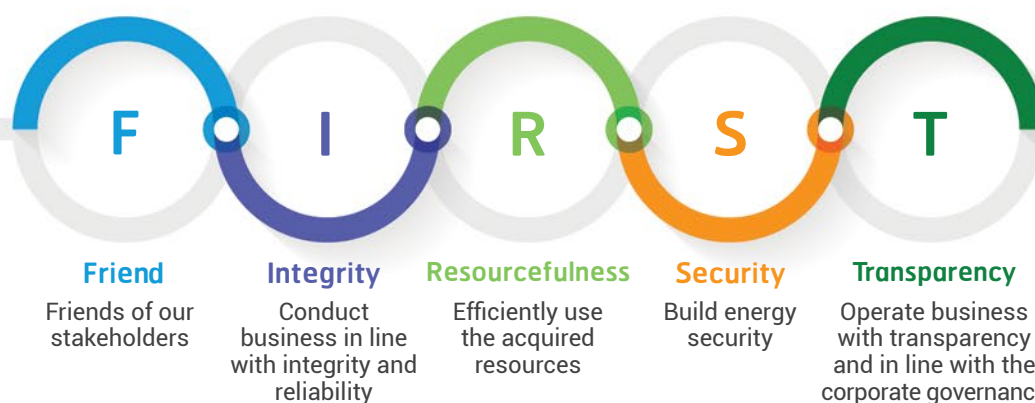 F I R S T
Friend
Friends of our
stakeholders
Integrity
Conduct
business in line
with integrity and
reliability
Resourcefulness
Efficiently use
the acquired
resources
Security
Build energy
security
Transparency
Operate business
with transparency
and in line with the
corporate governanc